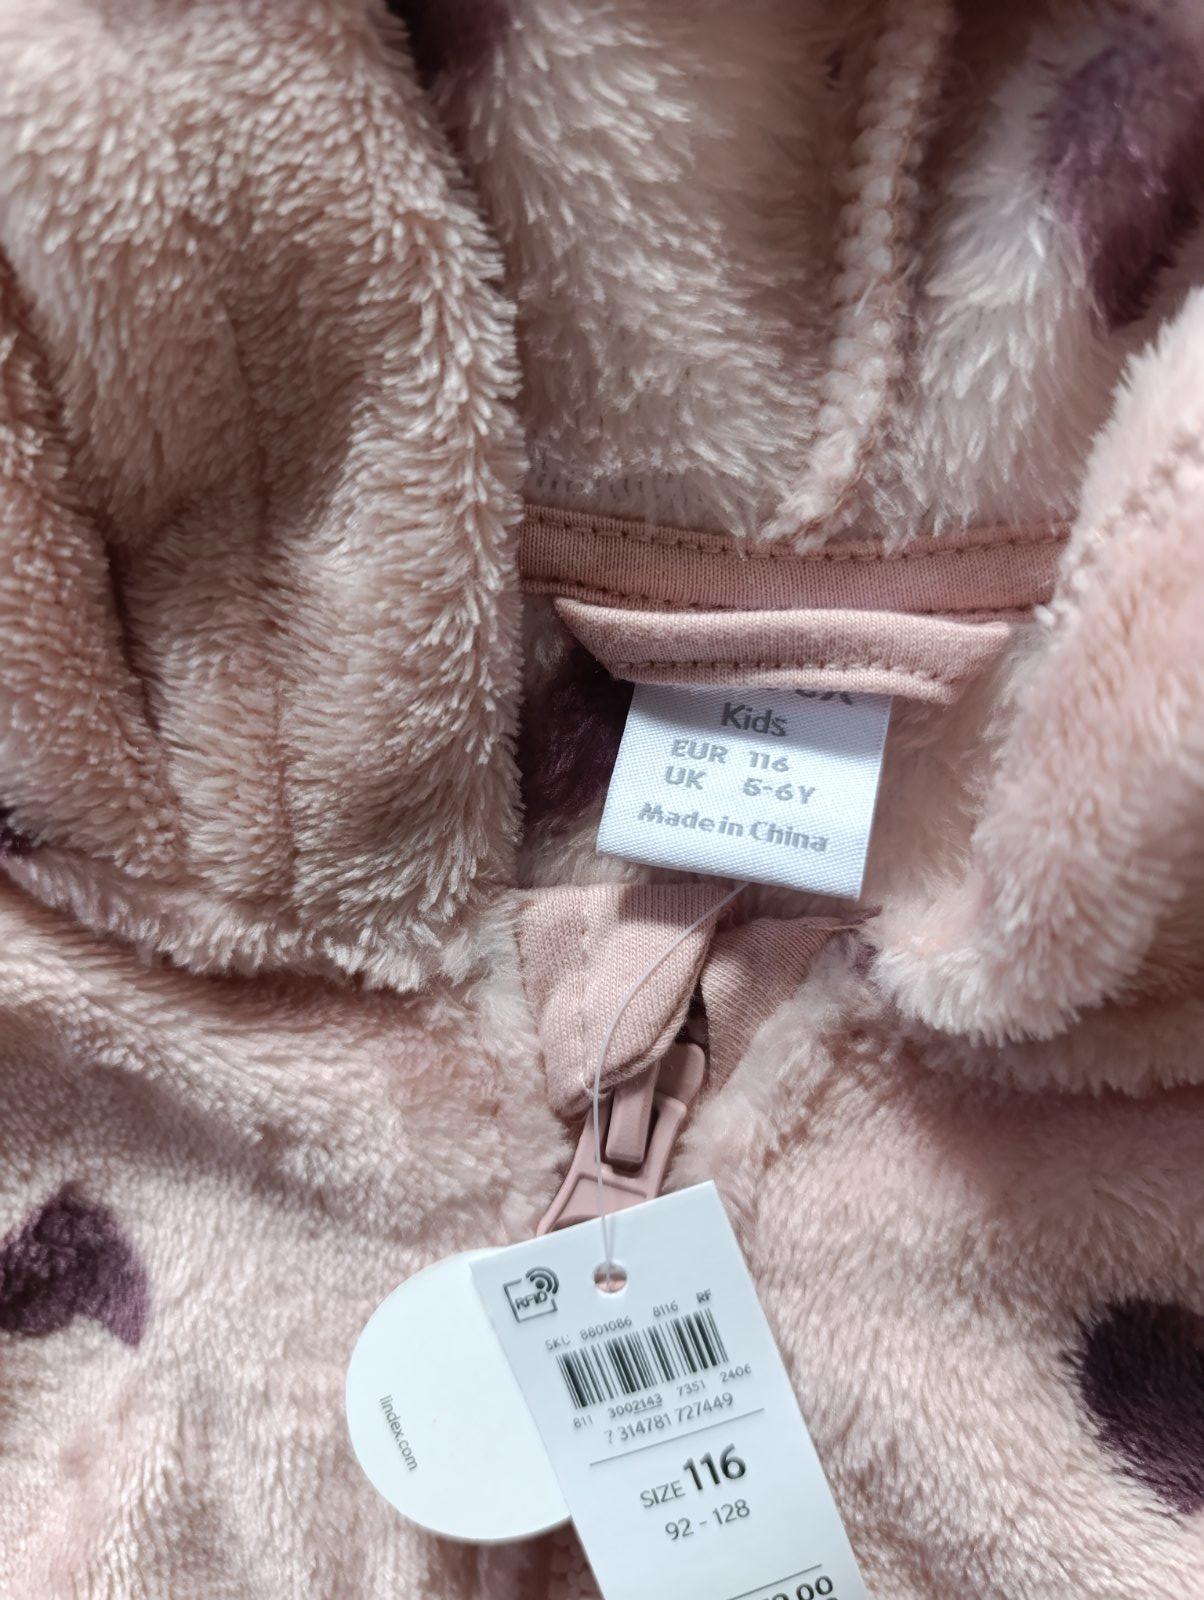 Kids
EUR 116
UK 5-6Y
Made in China
RFID
SKU 8801086 8116 RF
811 3002143 7351 2406
7 314781 727449
SIZE 116
92 - 128
lindex.com